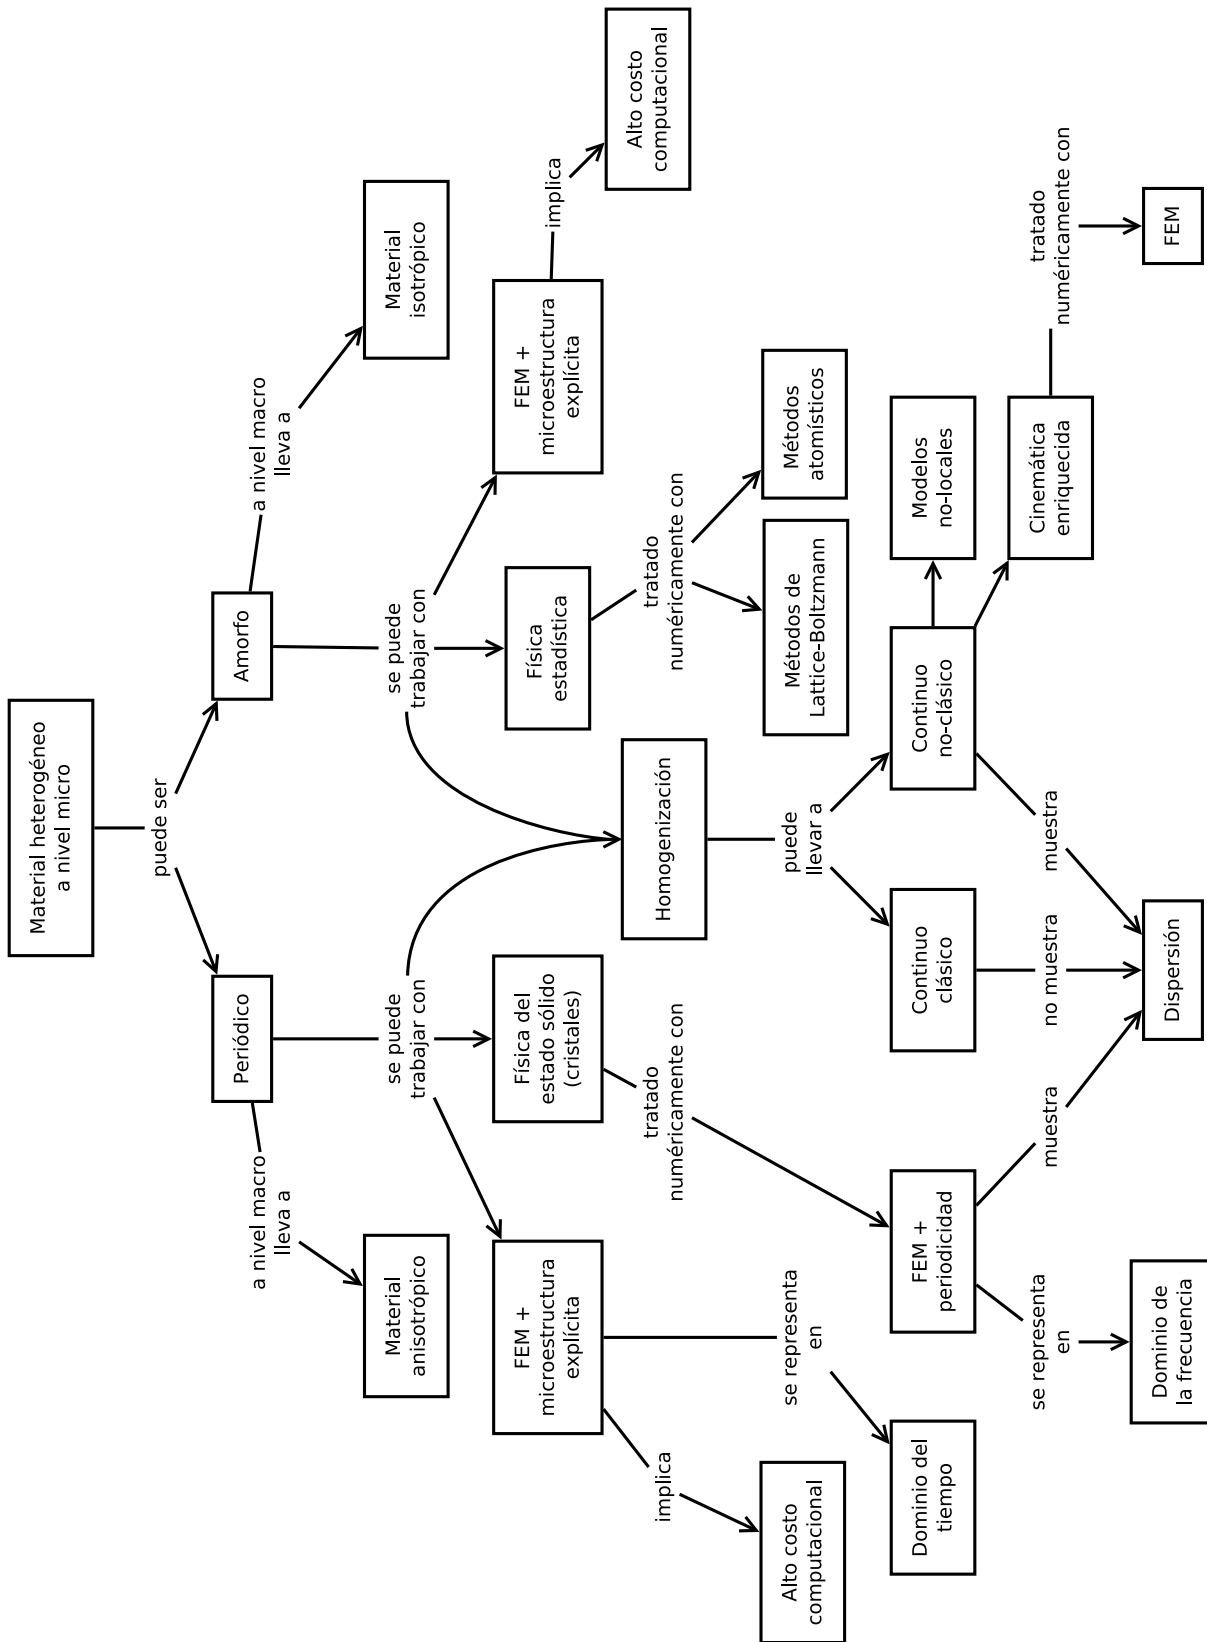 Material heterogéneo
a nivel micro
puede ser
Periódico
Amorfo
a nivel macro
lleva a
a nivel macro
lleva a
Material
anisotrópico
Material
isotrópico
se puede
trabajar con
se puede
trabajar con
FEM +
microestructura
explícita
Física del
estado sólido
(cristales)
Física
estadística
FEM +
microestructura
explícita
implica
Alto costo
computacional
Homogenización
implica
tratado
numéricamente con
tratado
numéricamente con
Alto costo
computacional
se representa
en
puede
llevar a
Métodos de
Lattice-Boltzmann
Métodos
atomísticos
Dominio del
tiempo
FEM +
periodicidad
Continuo
clásico
Continuo
no-clásico
Modelos
no-locales
Cinemática
enriquecida
se representa
en
muestra
no muestra
muestra
tratado
numéricamente con
Dominio de
la frecuencia
Dispersión
FEM